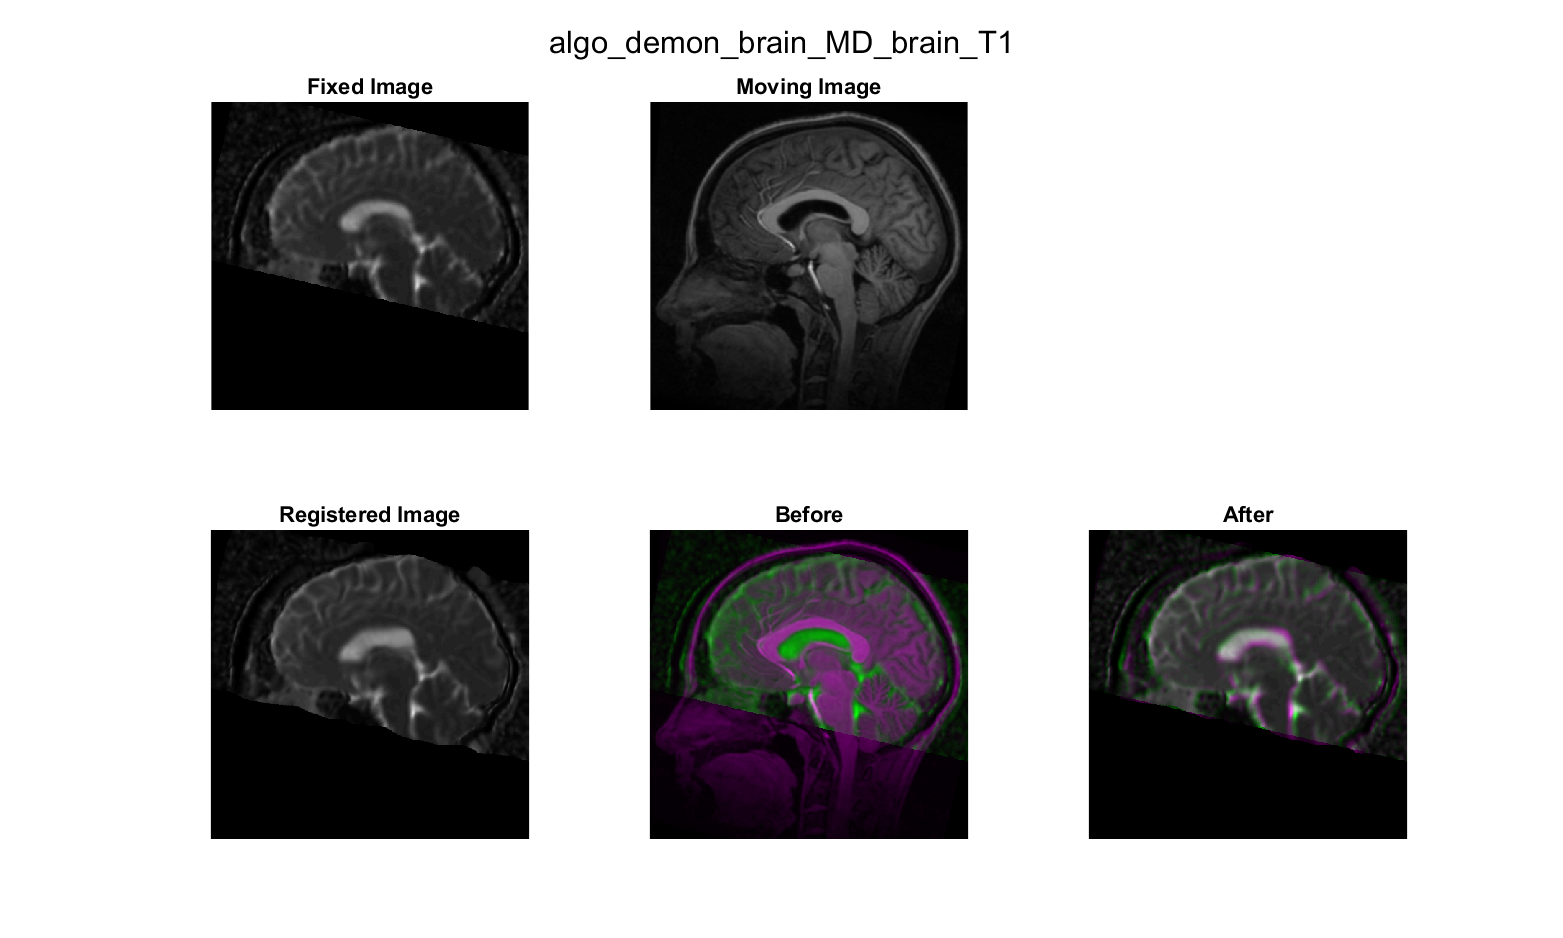 algo_demon_brain_MD_brain_T1
Fixed Image
Moving Image
Registered Image
Before
After